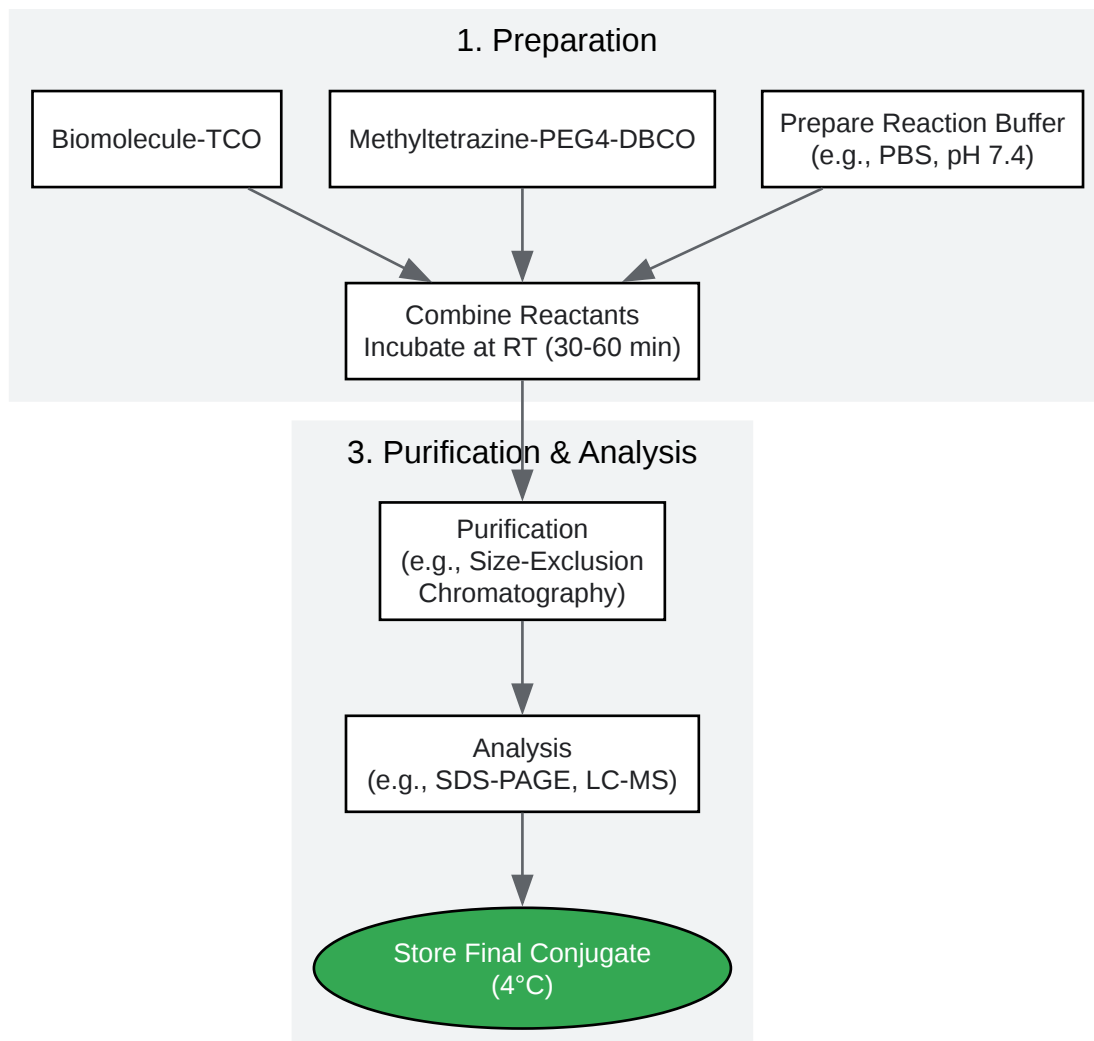 1. Preparation
Biomolecule-TCO
Methyltetrazine-PEG4-DBCO
Prepare Reaction Buffer
(e.g., PBS, pH 7.4)
Combine Reactants
Incubate at RT (30-60 min)
3. Purification & Analysis
Purification
(e.g., Size-Exclusion
Chromatography)
Analysis
(e.g., SDS-PAGE, LC-MS)
Store Final Conjugate
(4°C)